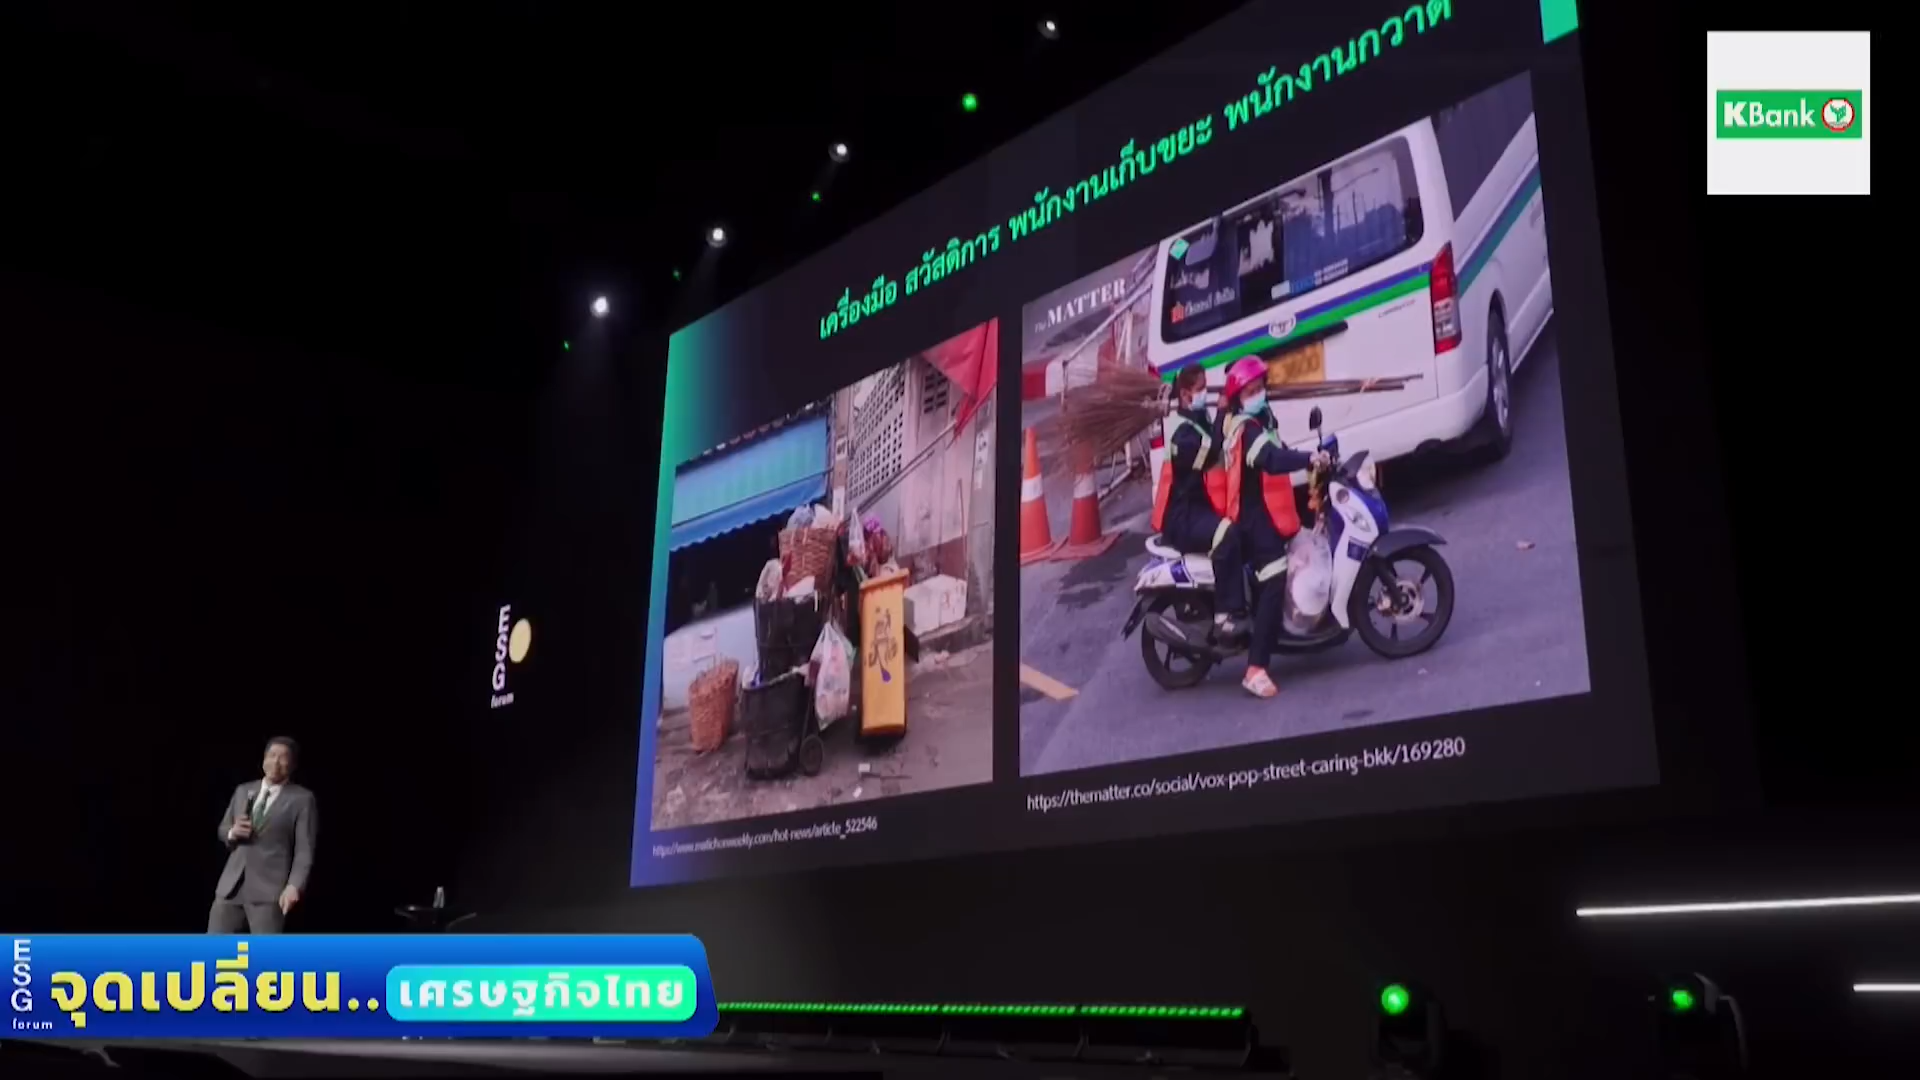 KBank
เครื่องมือ สวัสดิการ พนักงานเก็บขยะ พนักงานกวาด
The MATTER
ESG
forum
https://www.matichonweekly.com/hot-news/article_522546
https://thematter.co/social/vox-pop-street-caring-bkk/169280
ESG
forum
จุดเปลี่ยน..
เศรษฐกิจไทย